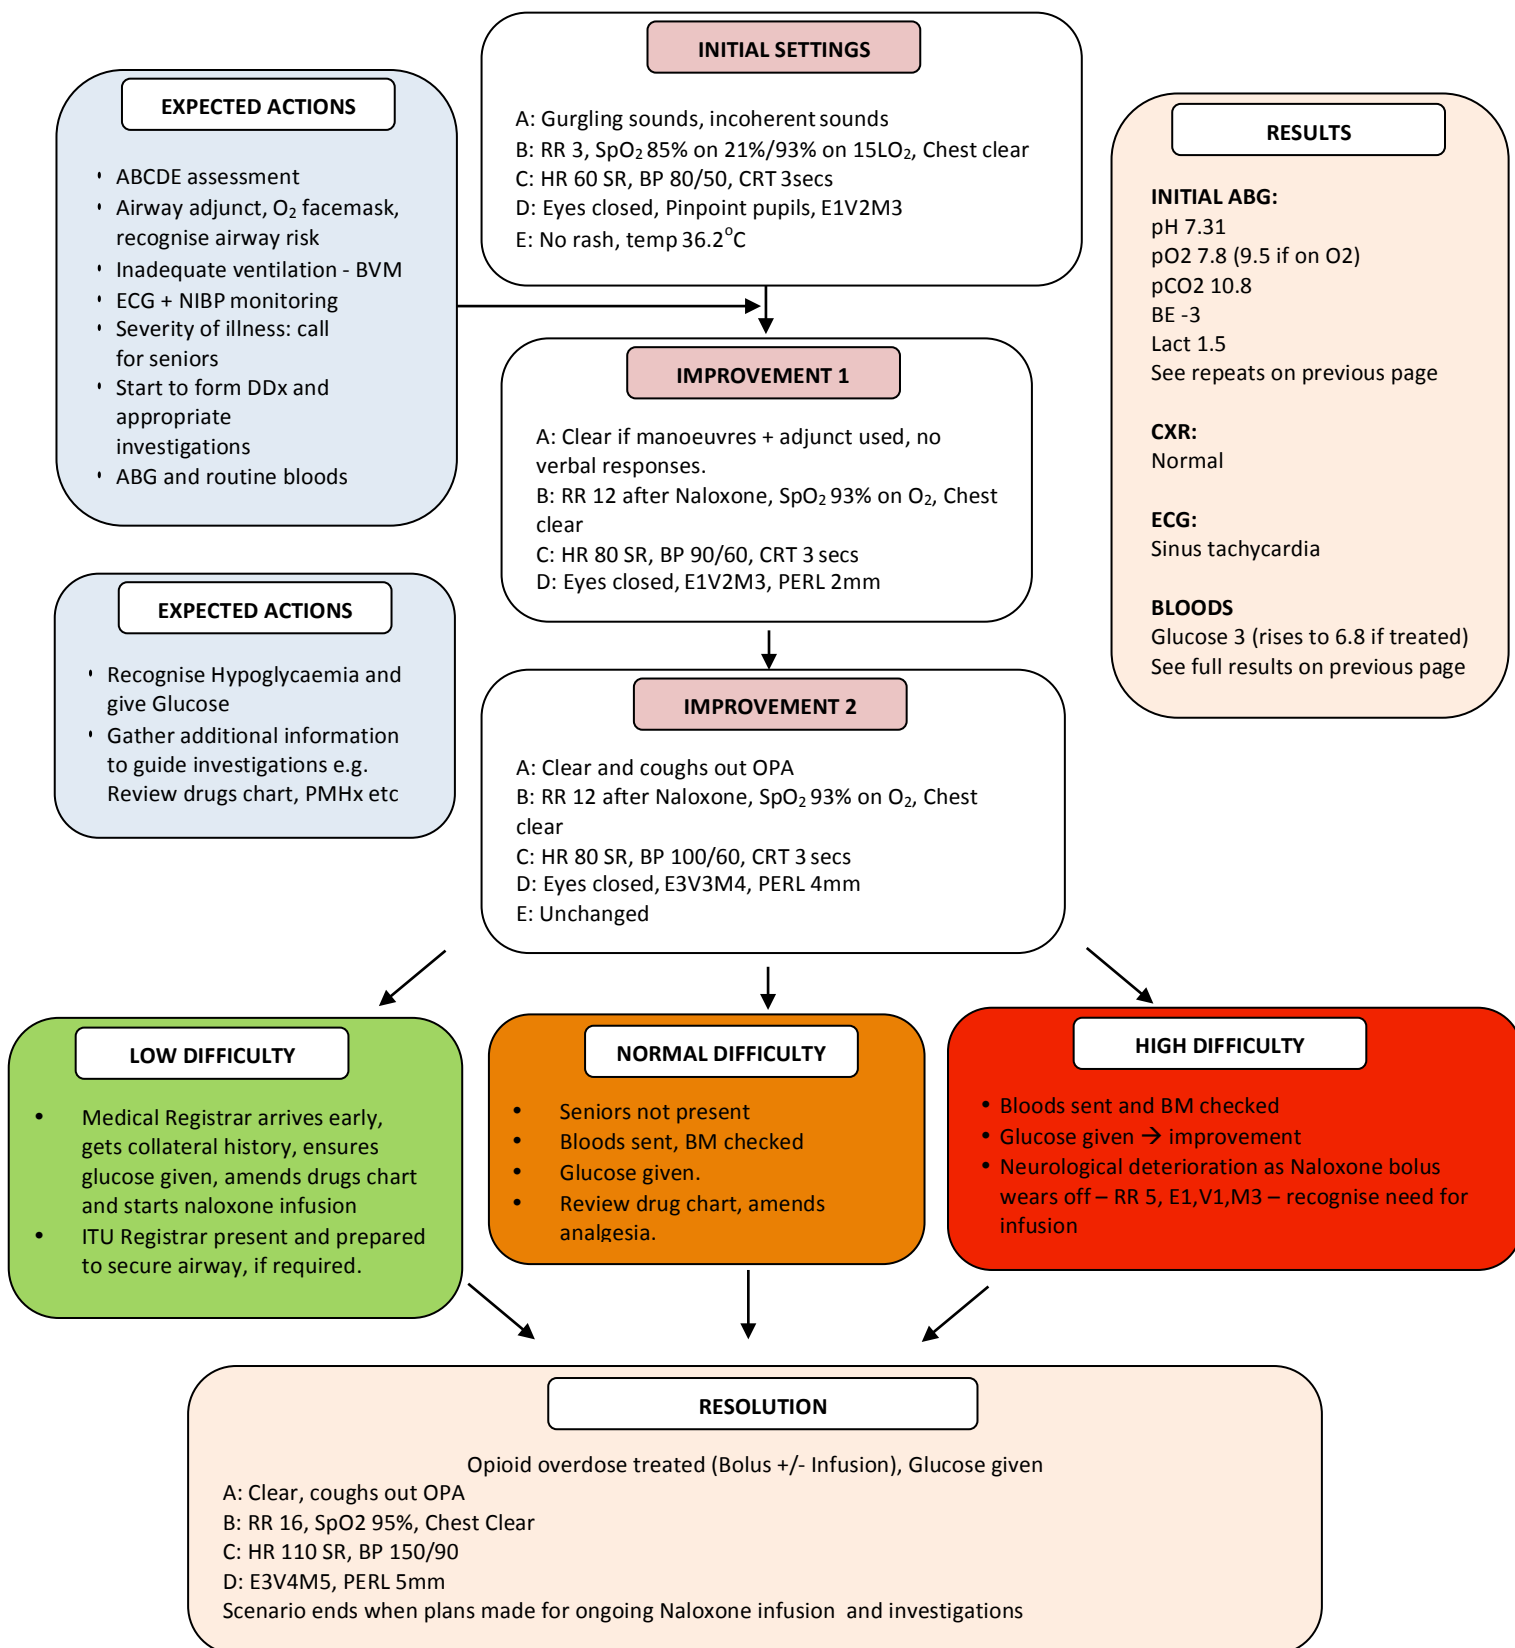 INITIAL SETTINGS
A: Gurgling sounds, incoherent sounds
B: RR 3, SpO₂ 85% on 21%/93% on 15LO₂, Chest clear
C: HR 60 SR, BP 80/50, CRT 3secs
D: Eyes closed, Pinpoint pupils, E1V2M3
E: No rash, temp 36.2°C
EXPECTED ACTIONS
• ABCDE assessment
• Airway adjunct, O₂ facemask,
recognise airway risk
• Inadequate ventilation - BVM
• ECG + NIBP monitoring
• Severity of illness: call
for seniors
• Start to form DDx and
appropriate
investigations
• ABG and routine bloods
RESULTS
INITIAL ABG:
pH 7.31
pO2 7.8 (9.5 if on O2)
pCO2 10.8
BE -3
Lact 1.5
See repeats on previous page
CXR:
Normal
ECG:
Sinus tachycardia
BLOODS
Glucose 3 (rises to 6.8 if treated)
See full results on previous page
IMPROVEMENT 1
A: Clear if manoeuvres + adjunct used, no
verbal responses.
B: RR 12 after Naloxone, SpO₂ 93% on O₂, Chest
clear
C: HR 80 SR, BP 90/60, CRT 3 secs
D: Eyes closed, E1V2M3, PERL 2mm
EXPECTED ACTIONS
• Recognise Hypoglycaemia and
give Glucose
• Gather additional information
to guide investigations e.g.
Review drugs chart, PMHx etc
IMPROVEMENT 2
A: Clear and coughs out OPA
B: RR 12 after Naloxone, SpO₂ 93% on O₂, Chest
clear
C: HR 80 SR, BP 100/60, CRT 3 secs
D: Eyes closed, E3V3M4, PERL 4mm
E: Unchanged
LOW DIFFICULTY
• Medical Registrar arrives early,
gets collateral history, ensures
glucose given, amends drugs chart
and starts naloxone infusion
• ITU Registrar present and prepared
to secure airway, if required.
NORMAL DIFFICULTY
• Seniors not present
• Bloods sent, BM checked
• Glucose given.
• Review drug chart, amends
analgesia.
HIGH DIFFICULTY
• Bloods sent and BM checked
• Glucose given → improvement
• Neurological deterioration as Naloxone bolus
wears off – RR 5, E1,V1,M3 – recognise need for
infusion
RESOLUTION
Opioid overdose treated (Bolus +/- Infusion), Glucose given
A: Clear, coughs out OPA
B: RR 16, SpO2 95%, Chest Clear
C: HR 110 SR, BP 150/90
D: E3V4M5, PERL 5mm
Scenario ends when plans made for ongoing Naloxone infusion and investigations